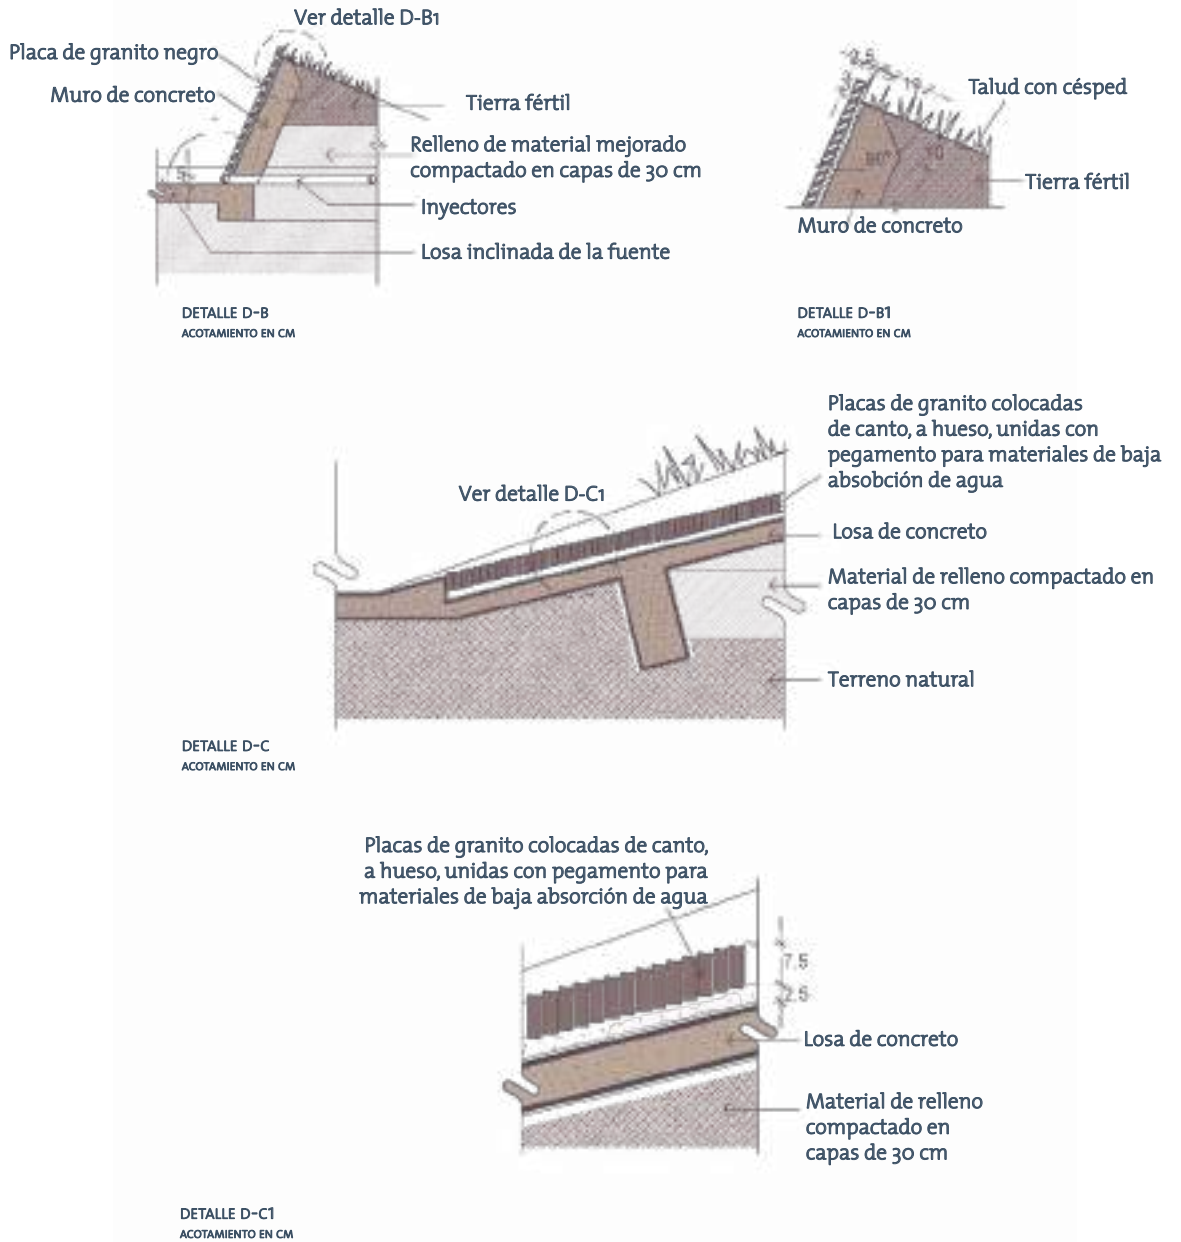 Ver detalle D-B1
Placa de granito negro
Muro de concreto
Tierra fértil
Relleno de material mejorado
compactado en capas de 30 cm
Inyectores
Losa inclinada de la fuente
5
DETALLE D-B
ACOTAMIENTO EN CM
Talud con césped
Tierra fértil
Muro de concreto
DETALLE D-B1
ACOTAMIENTO EN CM
Placas de granito colocadas
de canto, a hueso, unidas con
pegamento para materiales de baja
absobción de agua
Ver detalle D-C1
Losa de concreto
Material de relleno compactado en
capas de 30 cm
Terreno natural
DETALLE D-C
ACOTAMIENTO EN CM
Placas de granito colocadas de canto,
a hueso, unidas con pegamento para
materiales de baja absorción de agua
7.5
2.5
Losa de concreto
Material de relleno
compactado en
capas de 30 cm
DETALLE D-C1
ACOTAMIENTO EN CM